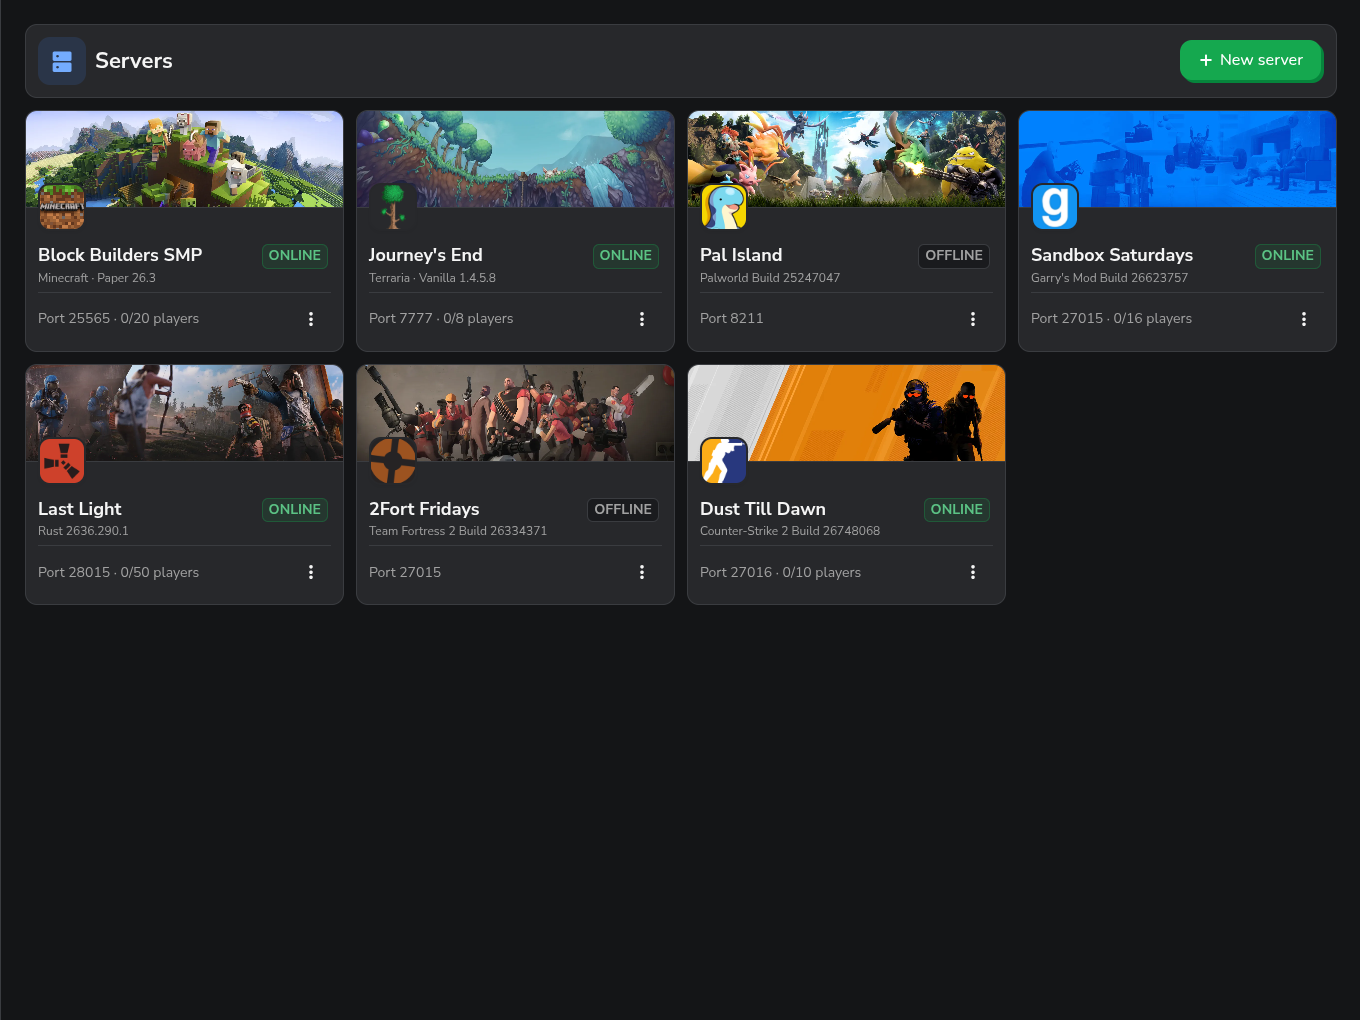 Servers
New server
MINECRAFT
Block Builders SMP
ONLINE
Minecraft · Paper 26.3
Port 25565 · 0/20 players
Journey's End
ONLINE
Terraria · Vanilla 1.4.5.8
Port 7777 · 0/8 players
Pal Island
OFFLINE
Palworld Build 25247047
Port 8211
g
Sandbox Saturdays
ONLINE
Garry's Mod Build 26623757
Port 27015 · 0/16 players
Last Light
ONLINE
Rust 2636.290.1
Port 28015 · 0/50 players
2Fort Fridays
OFFLINE
Team Fortress 2 Build 26334371
Port 27015
Dust Till Dawn
ONLINE
Counter-Strike 2 Build 26748068
Port 27016 · 0/10 players